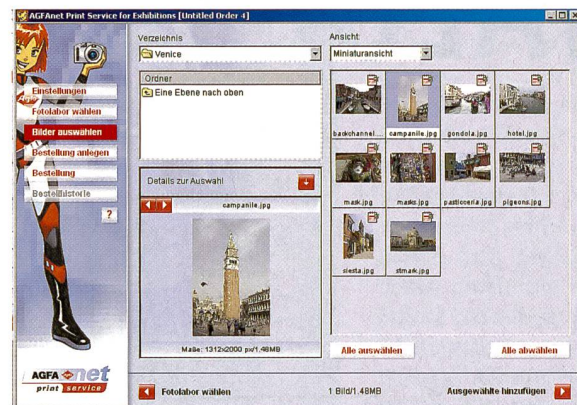 AGFAnet Print Service for Exhibitions [Untitled Order 4]
Einstellungen
Fotolabor wählen
Bilder auswählen
Bestellung anlegen
Bestellung
Bestellhistorie
?
AGFA net
print service
Verzeichnis
Venice
Ordner
Eine Ebene nach oben
Details zur Auswahl
campanile.jpg
Maße: 1312x2000 px/1.48MB
Ansicht:
Miniaturansicht
backchannel.... campanile.jpg gondola.jpg hotel.jpg
mask.jpg masks.jpg pasticceria.jpg pigeons.jpg
siesta.jpg stmark.jpg
Alle auswählen Alle abwählen
Fotolabor wählen 1 Bild/1.48MB Ausgewählte hinzufügen